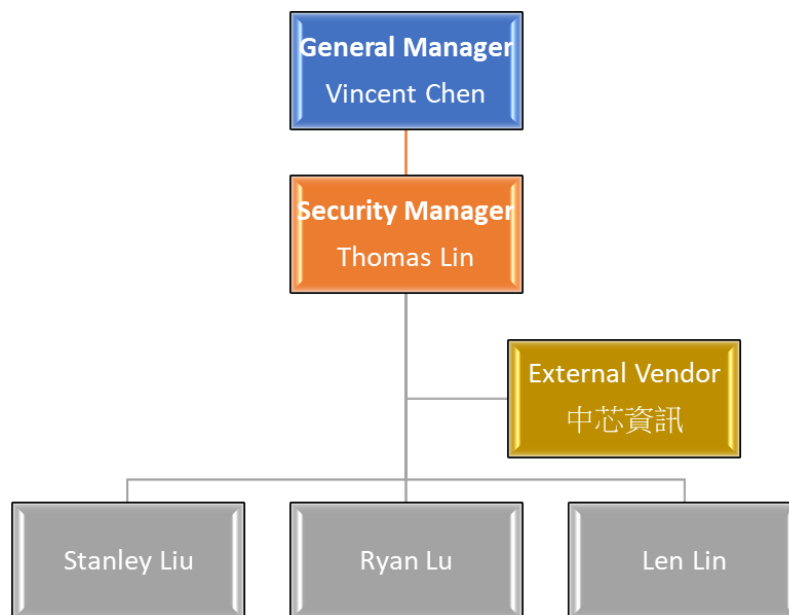 General Manager
Vincent Chen
Security Manager
Thomas Lin
External Vendor
中芯資訊
Stanley Liu
Ryan Lu
Len Lin